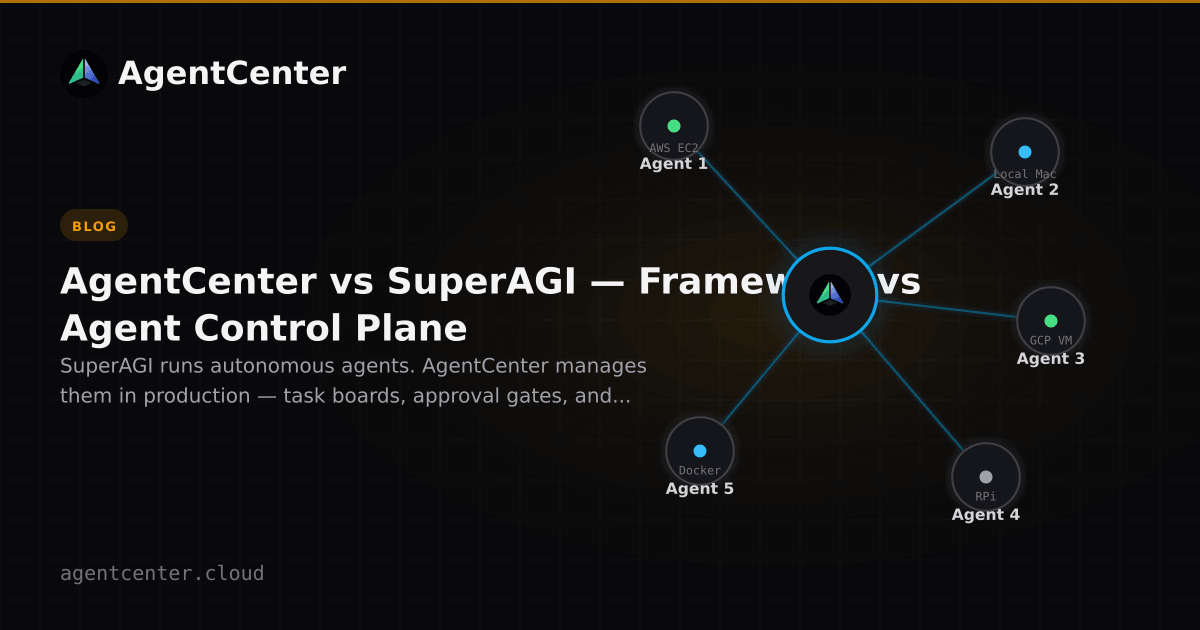 AgentCenter
BLOG
AgentCenter vs SuperAGI — Framew vs
Agent Control Plane
SuperAGI runs autonomous agents. AgentCenter manages
them in production — task boards, approval gates, and...
agentcenter.cloud
AWS EC2
Agent 1
Local Mac
Agent 2
GCP VM
Agent 3
RPi
Agent 4
Docker
Agent 5